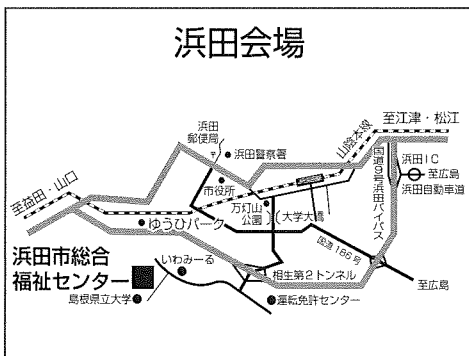 浜田会場
至江津・松江
山陰本線
浜田
郵便局
浜田警察署
市役所
国道9号浜田バイパス
浜田IC
至広島
浜田自動車道
至益田・山口
万灯山
公園
大学大橋
ゆうひパーク
国道186号
浜田市総合
福祉センター
いわみーる
相生第2トンネル
至広島
島根県立大学
運転免許センター